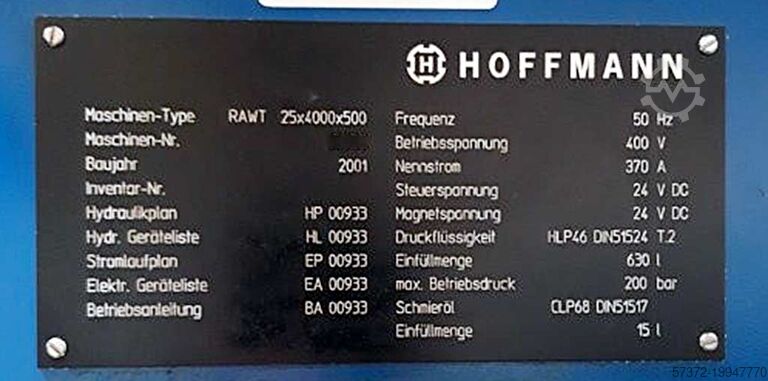 HOFFMANN
Maschinen-Type RAWT 25x4000x500
Maschinen-Nr.
Baujahr 2001
Inventar-Nr.
Hydraulikplan HP 00933
Hydr. Geräteliste HL 00933
Stromlaufplan EP 00933
Elektr. Geräteliste EA 00933
Betriebsanleitung BA 00933
Frequenz 50 Hz
Betriebsspannung 400 V
Nennstrom 370 A
Steuerspannung 24 V DC
Magnetspannung 24 V DC
Druckflüssigkeit HLP46 DIN51524 T.2
Einfüllmenge 630 l
max. Betriebsdruck 200 bar
Schmieröl CLP68 DIN51517
Einfüllmenge 15 l
57372-19947770